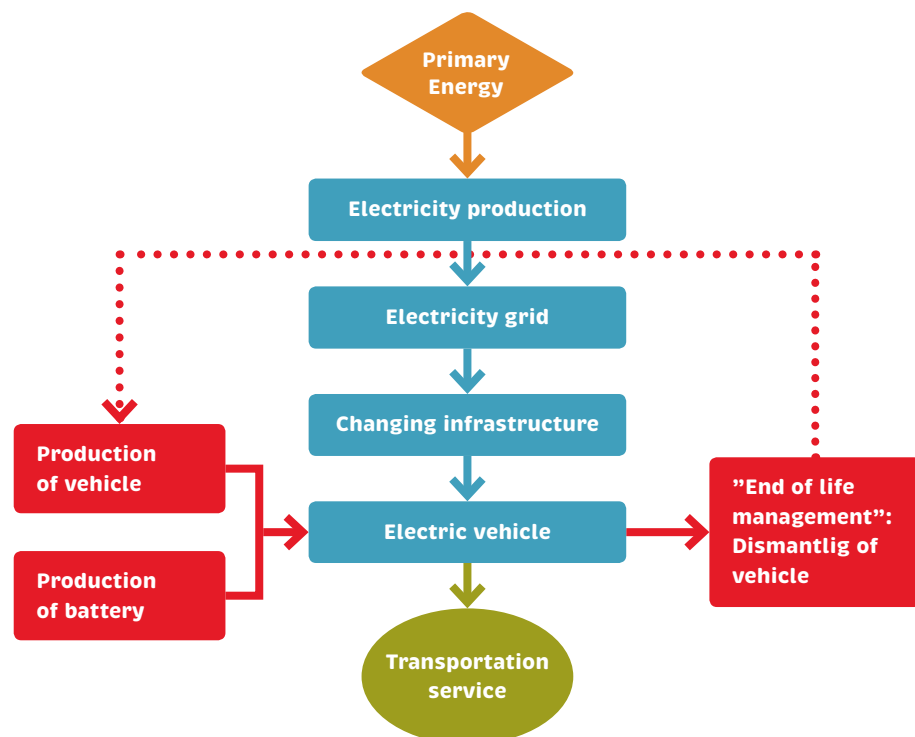 Primary
Energy
Electricity production
Electricity grid
Changing infrastructure
Production
of vehicle
”End of life
management”:
Dismantlig of
vehicle
Electric vehicle
Production
of battery
Transportation
service